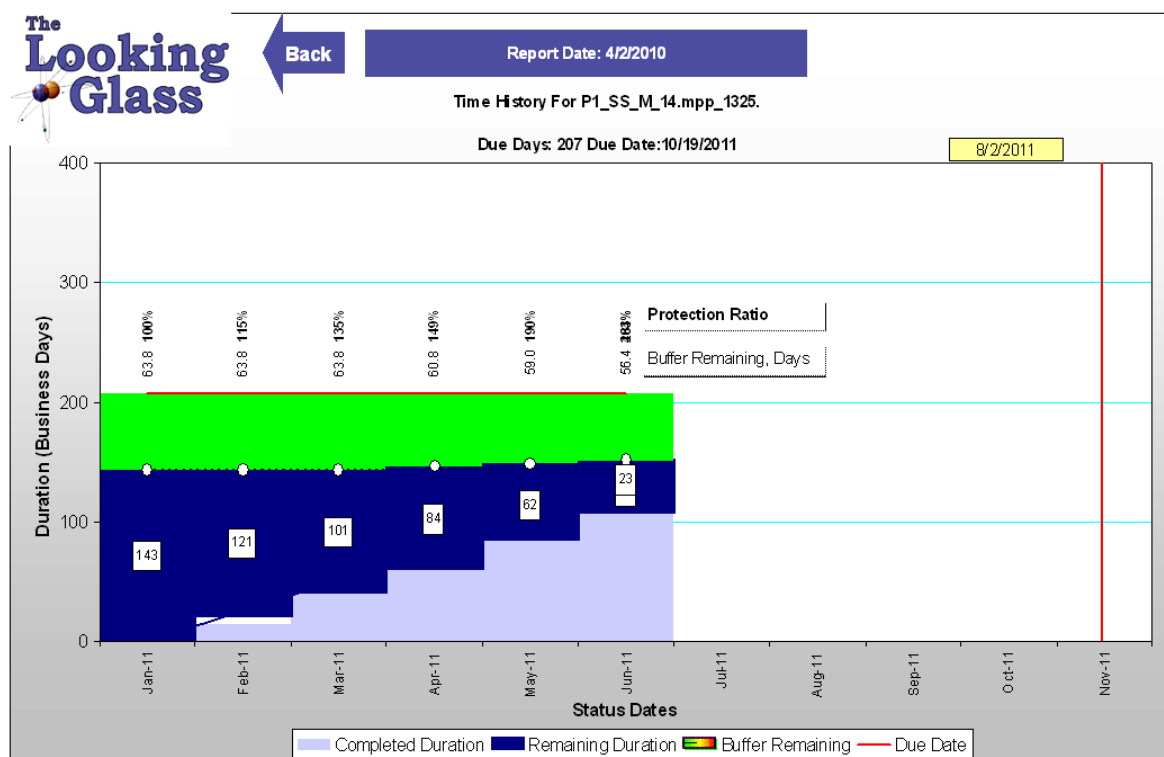 The
Looking
Glass
Back
Report Date: 4/2/2010
Time History For P1_SS_M_14.mpp_1325.
Due Days: 207 Due Date:10/19/2011
8/2/2011
400
300
200
100
0
Duration (Business Days)
100% 115% 135% 149% 190%
63.8 63.8 63.8 60.8 59.0 56.4
Protection Ratio
Buffer Remaining, Days
143 121 101 84 62 23
Jan-11 Feb-11 Mar-11 Apr-11 May-11 Jun-11 Jul-11 Aug-11 Sep-11 Oct-11 Nov-11
Status Dates
Completed Duration Remaining Duration Buffer Remaining Due Date